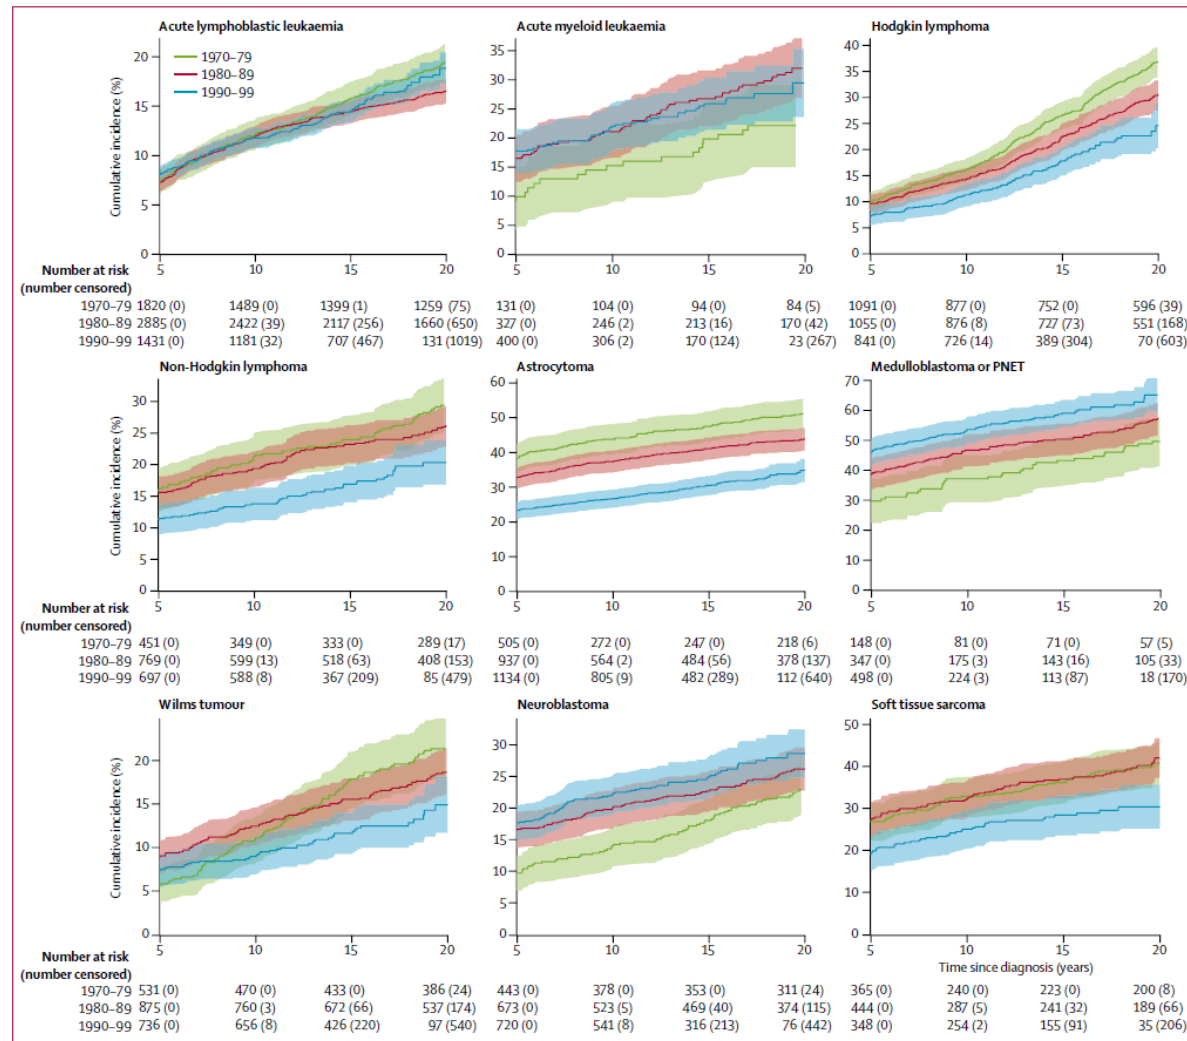 Acute lymphoblastic leukaemia
Acute myeloid leukaemia
Hodgkin lymphoma
Cumulative incidence (%)
20
15
10
5
0
1970–79
1980–89
1990–99
5 10 15 20
35
30
25
20
15
10
5
0
5 10 15 20
40
35
30
25
20
15
10
5
0
5 10 15 20
Number at risk
(number censored)
1970–79 1820 (0) 1489 (0) 1399 (1) 1259 (75) 131 (0) 104 (0) 94 (0) 84 (5) 1091 (0) 877 (0) 752 (0) 596 (39)
1980–89 2885 (0) 2422 (39) 2117 (256) 1660 (650) 327 (0) 246 (2) 213 (16) 170 (42) 1055 (0) 876 (8) 727 (73) 551 (168)
1990–99 1431 (0) 1181 (32) 707 (467) 131 (1019) 400 (0) 306 (2) 170 (124) 23 (267) 841 (0) 726 (14) 389 (304) 70 (603)
Non-Hodgkin lymphoma
Astrocytoma
Medulloblastoma or PNET
Cumulative incidence (%)
30
25
20
15
10
5
0
5 10 15 20
60
50
40
30
20
10
0
5 10 15 20
70
60
50
40
30
20
10
0
5 10 15 20
Number at risk
(number censored)
1970–79 451 (0) 349 (0) 333 (0) 289 (17) 505 (0) 272 (0) 247 (0) 218 (6) 148 (0) 81 (0) 71 (0) 57 (5)
1980–89 769 (0) 599 (13) 518 (63) 408 (153) 937 (0) 564 (2) 484 (56) 378 (137) 347 (0) 175 (3) 143 (16) 105 (33)
1990–99 697 (0) 588 (8) 367 (209) 85 (479) 1134 (0) 805 (9) 482 (289) 112 (640) 498 (0) 224 (3) 113 (87) 18 (170)
Wilms tumour
Neuroblastoma
Soft tissue sarcoma
Cumulative incidence (%)
20
15
10
5
0
5 10 15 20
30
25
20
15
10
5
0
5 10 15 20
50
40
30
20
10
0
5 10 15 20
Time since diagnosis (years)
Number at risk
(number censored)
1970–79 531 (0) 470 (0) 433 (0) 386 (24) 443 (0) 378 (0) 353 (0) 311 (24) 365 (0) 240 (0) 223 (0) 200 (8)
1980–89 875 (0) 760 (3) 672 (66) 537 (174) 673 (0) 523 (5) 469 (40) 374 (115) 444 (0) 287 (5) 241 (32) 189 (66)
1990–99 736 (0) 656 (8) 426 (220) 97 (540) 720 (0) 541 (8) 316 (213) 76 (442) 348 (0) 254 (2) 155 (91) 35 (206)